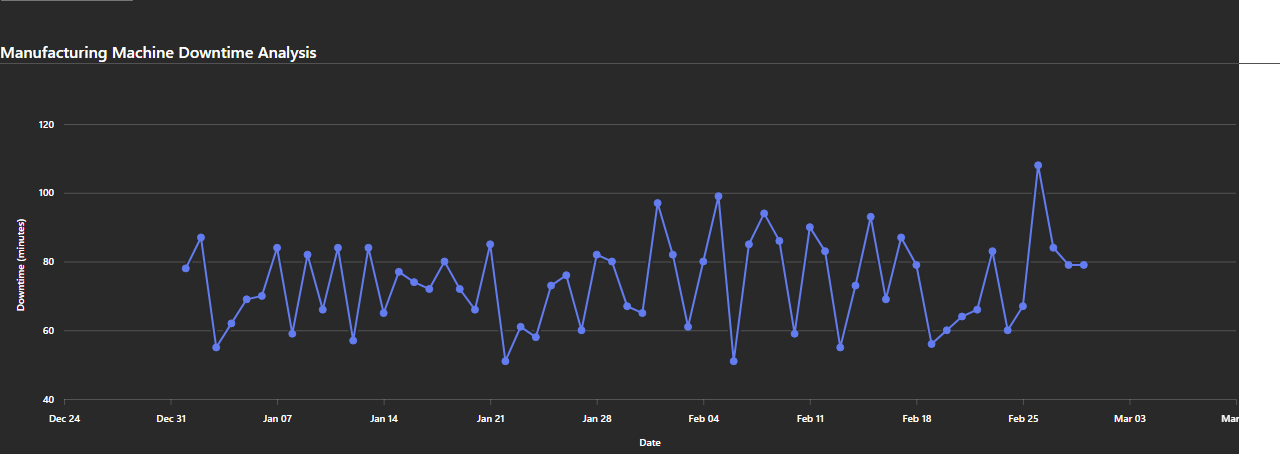 Manufacturing Machine Downtime Analysis
120
100
80
60
40
Downtime (minutes)
Dec 24 Dec 31 Jan 07 Jan 14 Jan 21 Jan 28 Feb 04 Feb 11 Feb 18 Feb 25 Mar 03 Mar
Date